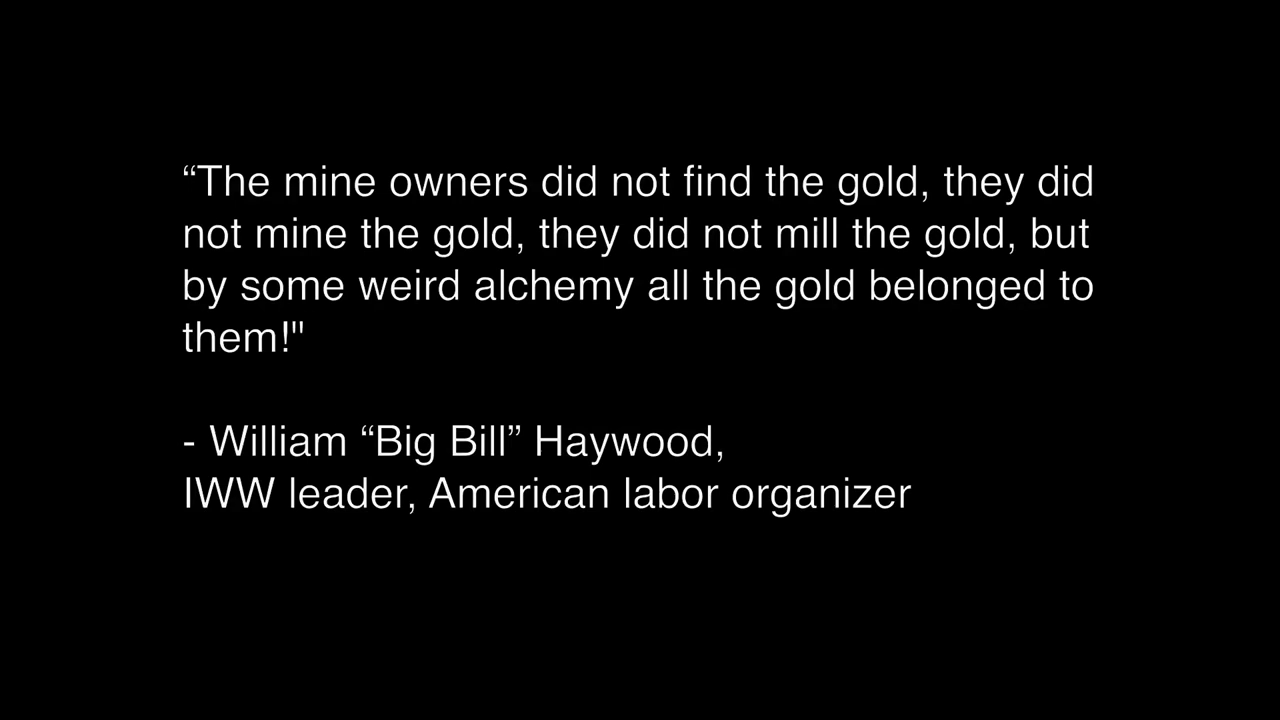 “The mine owners did not find the gold, they did
not mine the gold, they did not mill the gold, but
by some weird alchemy all the gold belonged to
them!"
- William “Big Bill” Haywood,
IWW leader, American labor organizer